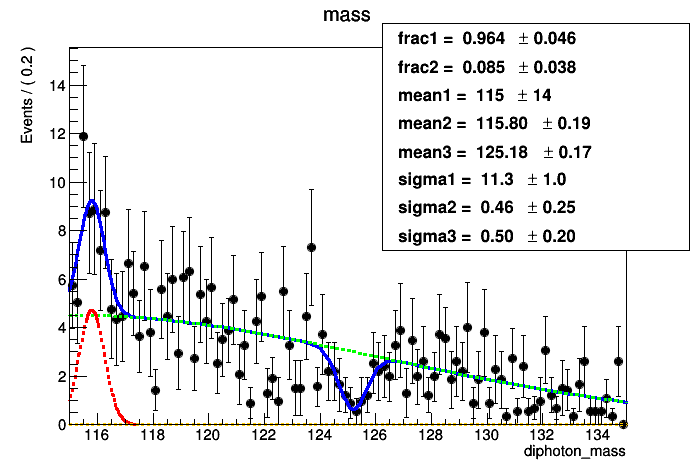 mass
frac1 = 0.964 ± 0.046
frac2 = 0.085 ± 0.038
mean1 = 115 ± 14
mean2 = 115.80 ± 0.19
mean3 = 125.18 ± 0.17
sigma1 = 11.3 ± 1.0
sigma2 = 0.46 ± 0.25
sigma3 = 0.50 ± 0.20
Events / ( 0.2 )
14
12
10
8
6
4
2
0
116 118 120 122 124 126 128 130 132 134
diphoton_mass